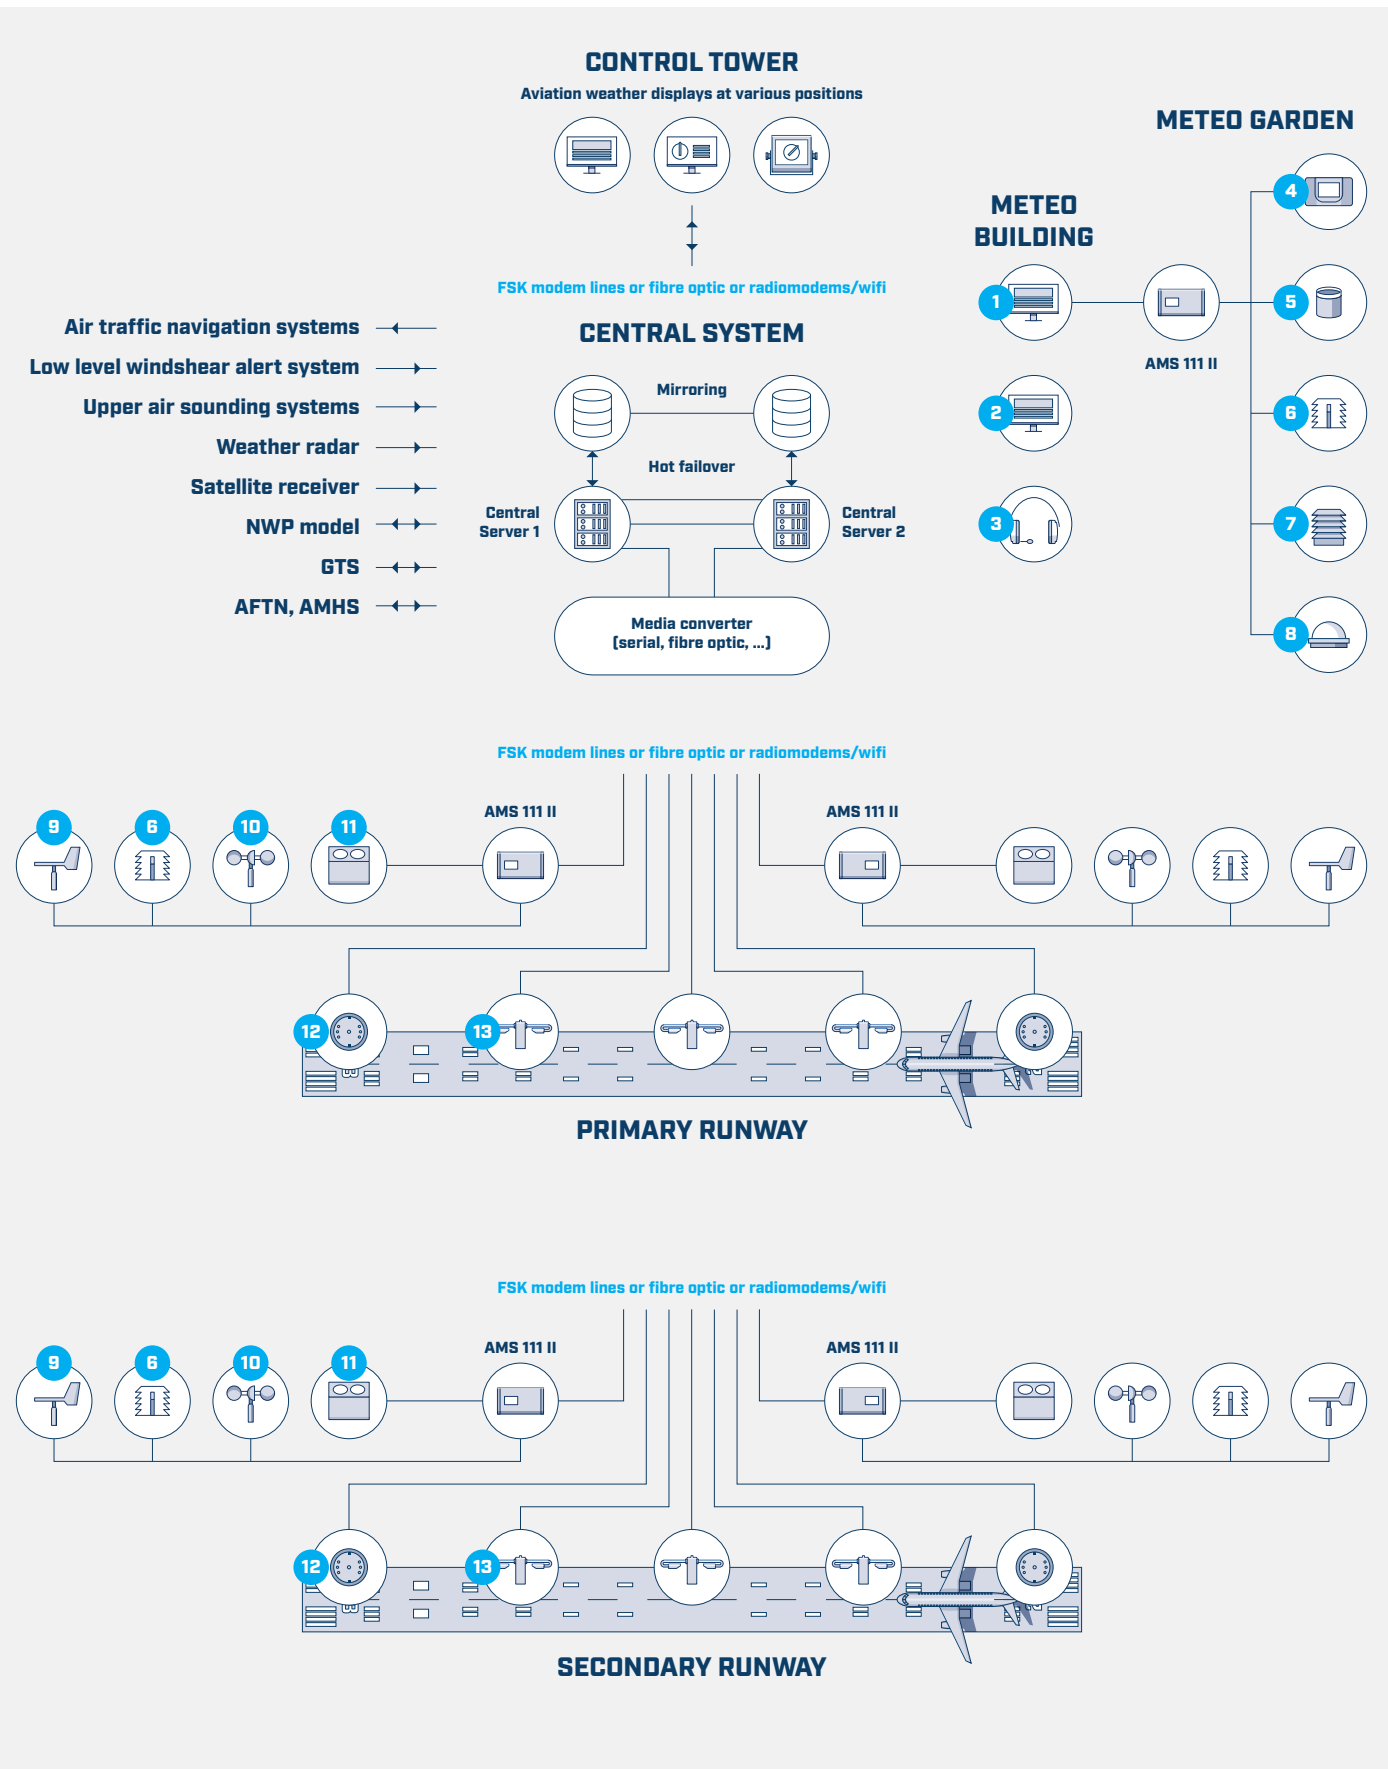 CONTROL TOWER
Aviation weather displays at various positions
METEO GARDEN
4
METEO
BUILDING
FSK modem lines or fibre optic or radiomodems/wifi
1
AMS 111 II
5
Air traffic navigation systems
Low level windshear alert system
Upper air sounding systems
Weather radar
Satellite receiver
NWP model
GTS
AFTN, AMHS
CENTRAL SYSTEM
Mirroring
Hot failover
Central
Server 1
Central
Server 2
Media converter
(serial, fibre optic, ...)
2
3
6
7
8
FSK modem lines or fibre optic or radiomodems/wifi
AMS 111 II
AMS 111 II
9
6
10
11
12
13
PRIMARY RUNWAY
FSK modem lines or fibre optic or radiomodems/wifi
AMS 111 II
AMS 111 II
9
6
10
11
12
13
SECONDARY RUNWAY